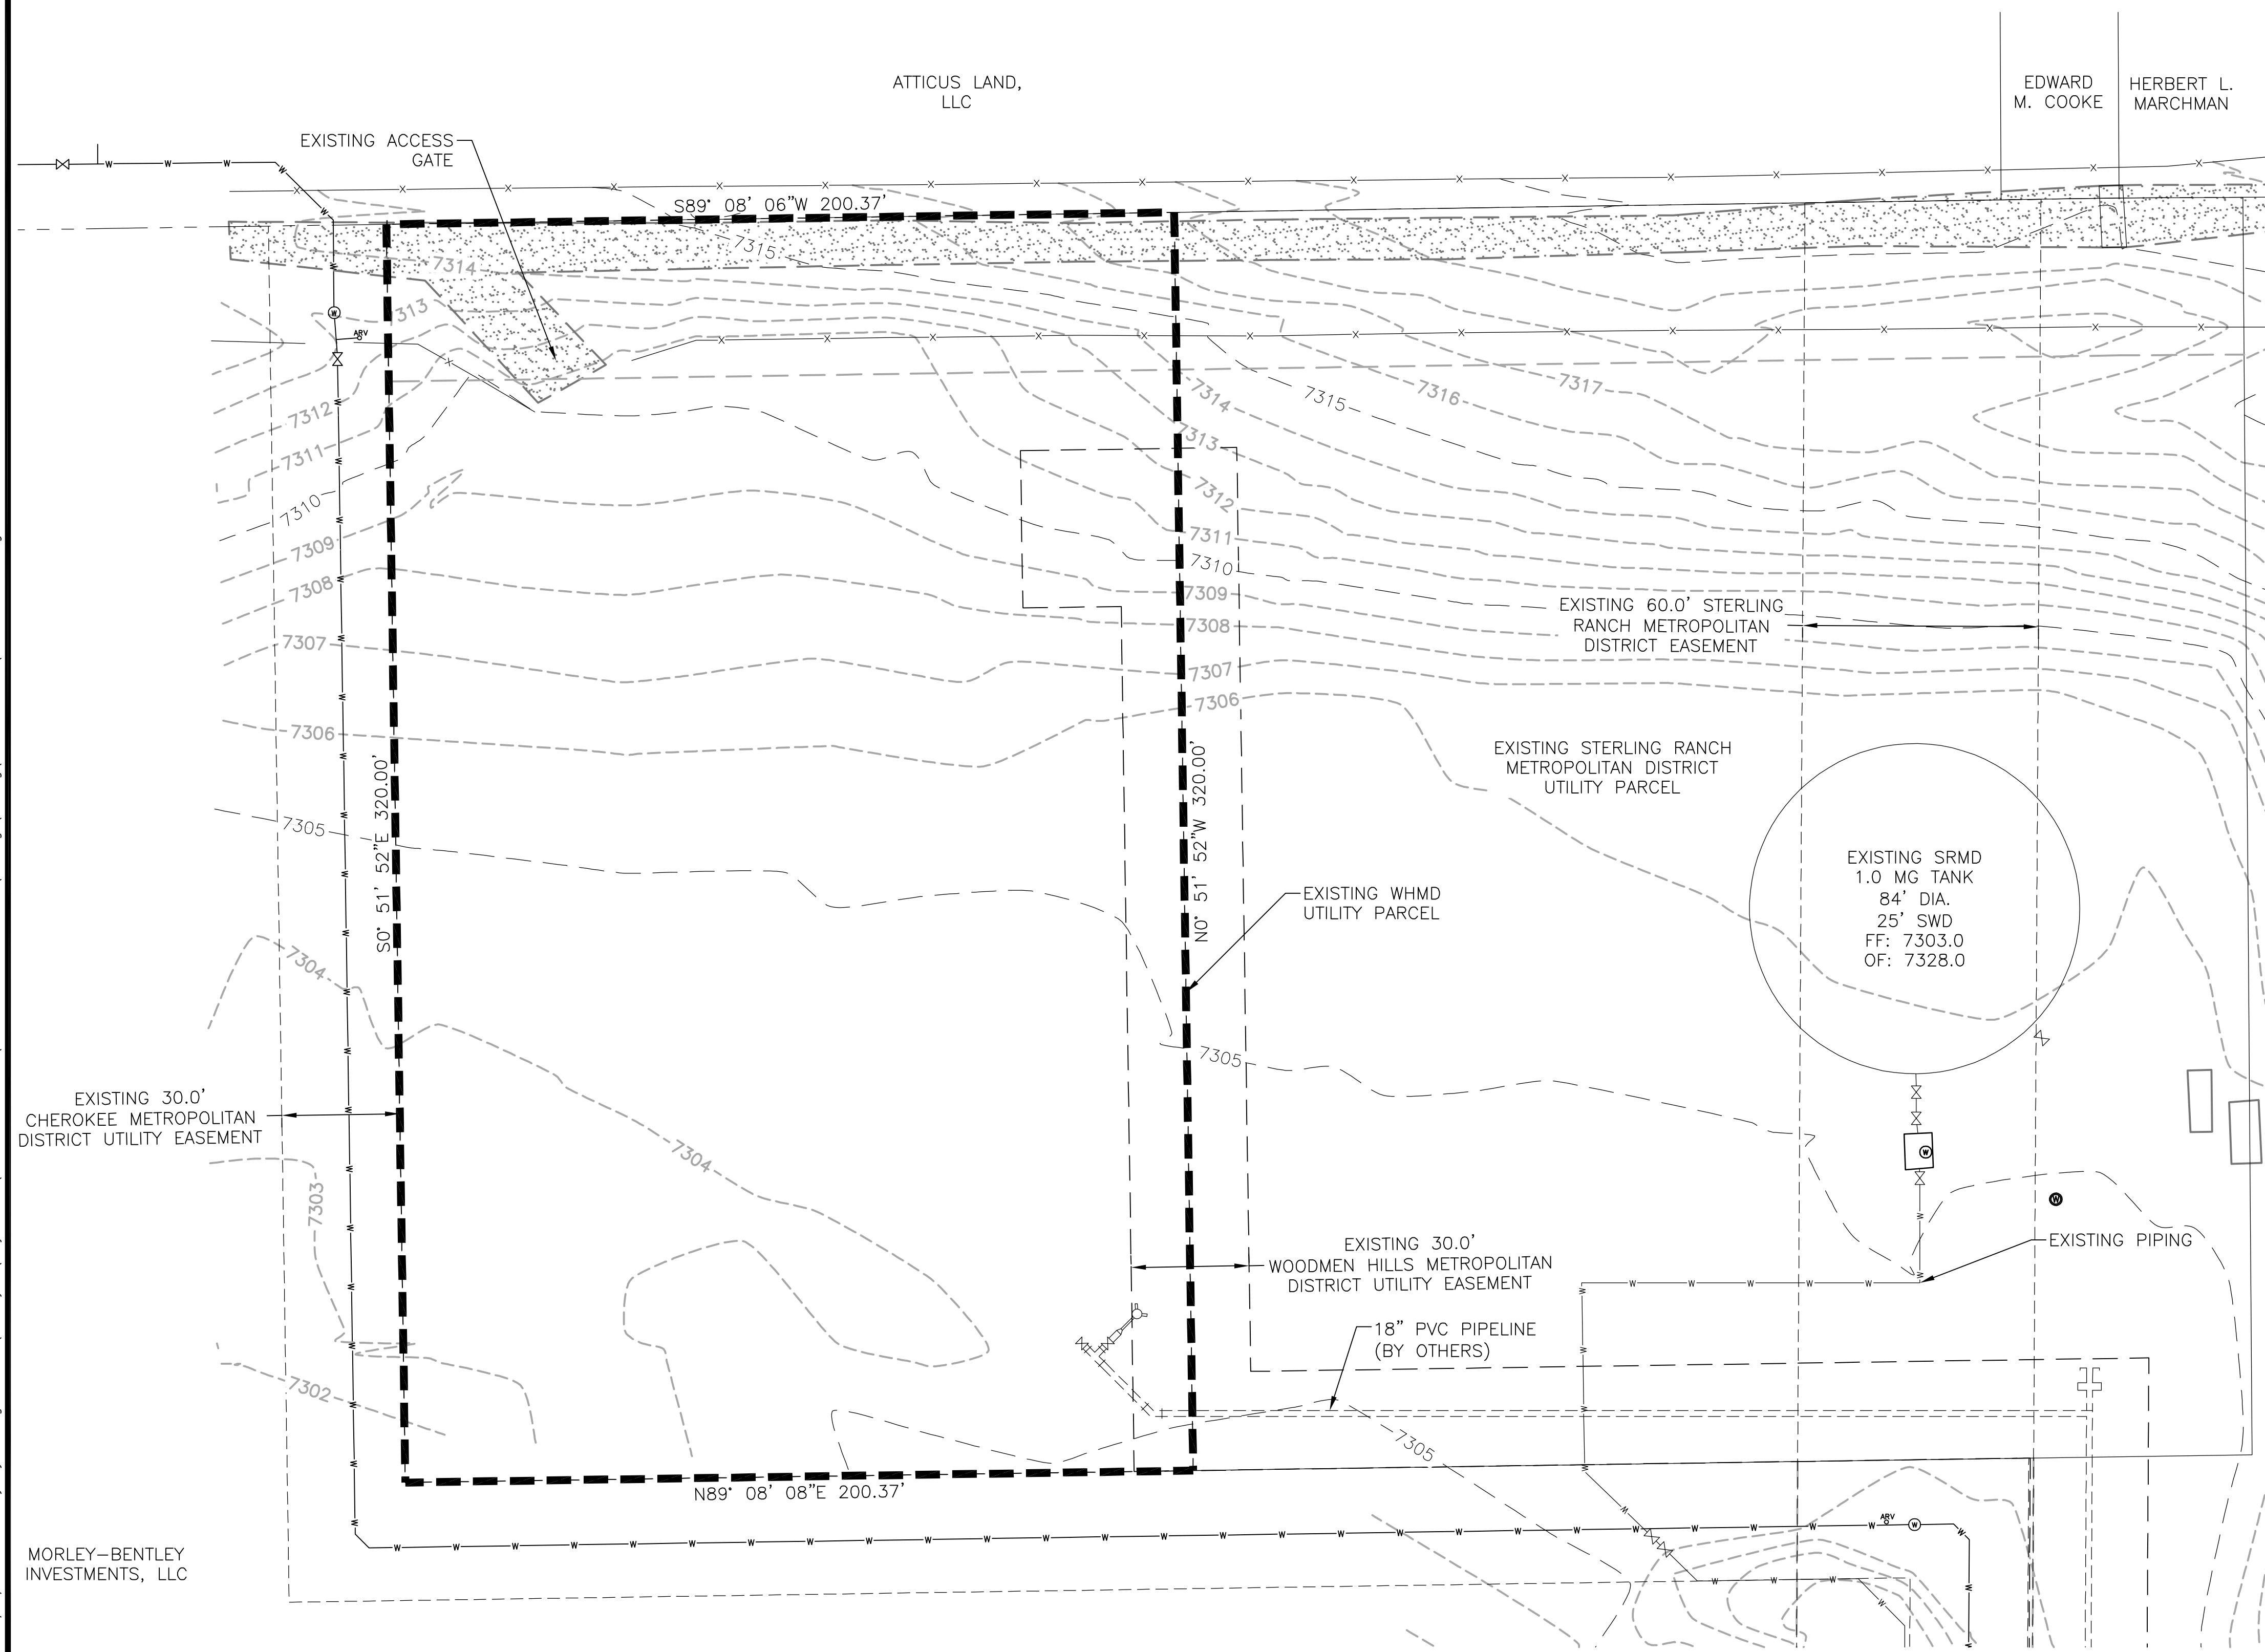 ATTICUS LAND,
LLC
EDWARD
M. COOKE
HERBERT L.
MARCHMAN
EXISTING ACCESS
GATE
S89° 08' 06"W 200.37'
7315
7314
7313
ARV
7312
7311
7310
7309
7308
7307
7306
7305
7304
7303
7302
7314
7313
7312
7311
7310
7309
7308
7307
7306
7315
7316
7317
EXISTING 60.0' STERLING
RANCH METROPOLITAN
DISTRICT EASEMENT
EXISTING STERLING RANCH
METROPOLITAN DISTRICT
UTILITY PARCEL
S0° 51' 52"E 320.00'
N0° 51' 52"W 320.00'
EXISTING SRMD
1.0 MG TANK
84' DIA.
25' SWD
FF: 7303.0
OF: 7328.0
EXISTING WHMD
UTILITY PARCEL
7305
7304
EXISTING 30.0'
CHEROKEE METROPOLITAN
DISTRICT UTILITY EASEMENT
EXISTING 30.0'
WOODMEN HILLS METROPOLITAN
DISTRICT UTILITY EASEMENT
EXISTING PIPING
18" PVC PIPELINE
(BY OTHERS)
7305
N89° 08' 08"E 200.37'
ARV
MORLEY-BENTLEY
INVESTMENTS, LLC